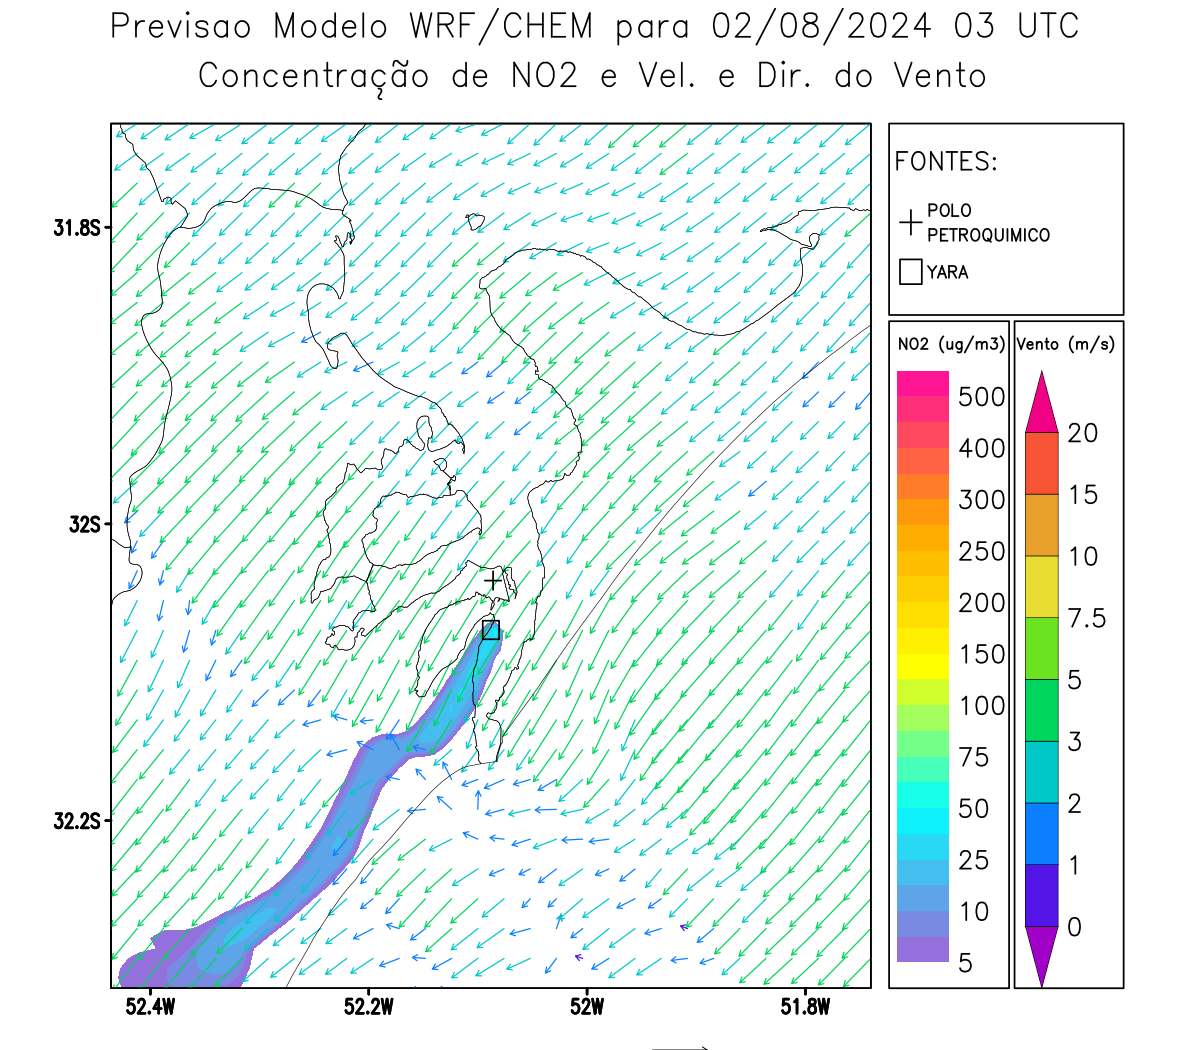 Previsao Modelo WRF/CHEM para 02/08/2024 03 UTC
Concentração de NO2 e Vel. e Dir. do Vento
FONTES:
POLO
PETROQUIMICO
YARA
NO2 (ug/m3)
500
400
300
250
200
150
100
75
50
25
10
5
Vento (m/s)
20
15
10
7.5
5
3
2
1
0
31.8S
32S
32.2S
52.4W
52.2W
52W
51.8W